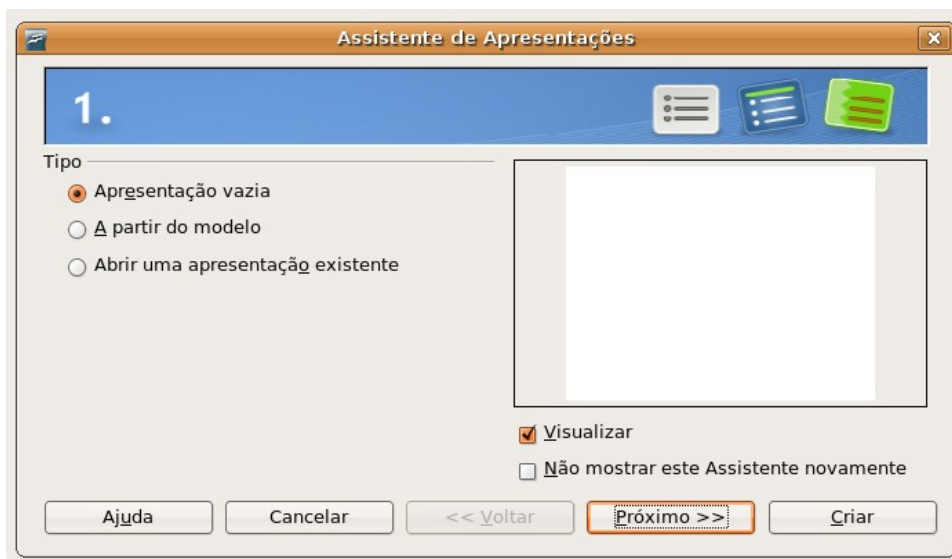 Assistente de Apresentações
1.
Tipo
Apresentação vazia
A partir do modelo
Abrir uma apresentação existente
Visualizar
Não mostrar este Assistente novamente
Ajuda
Cancelar
<< Voltar
Próximo >>
Criar